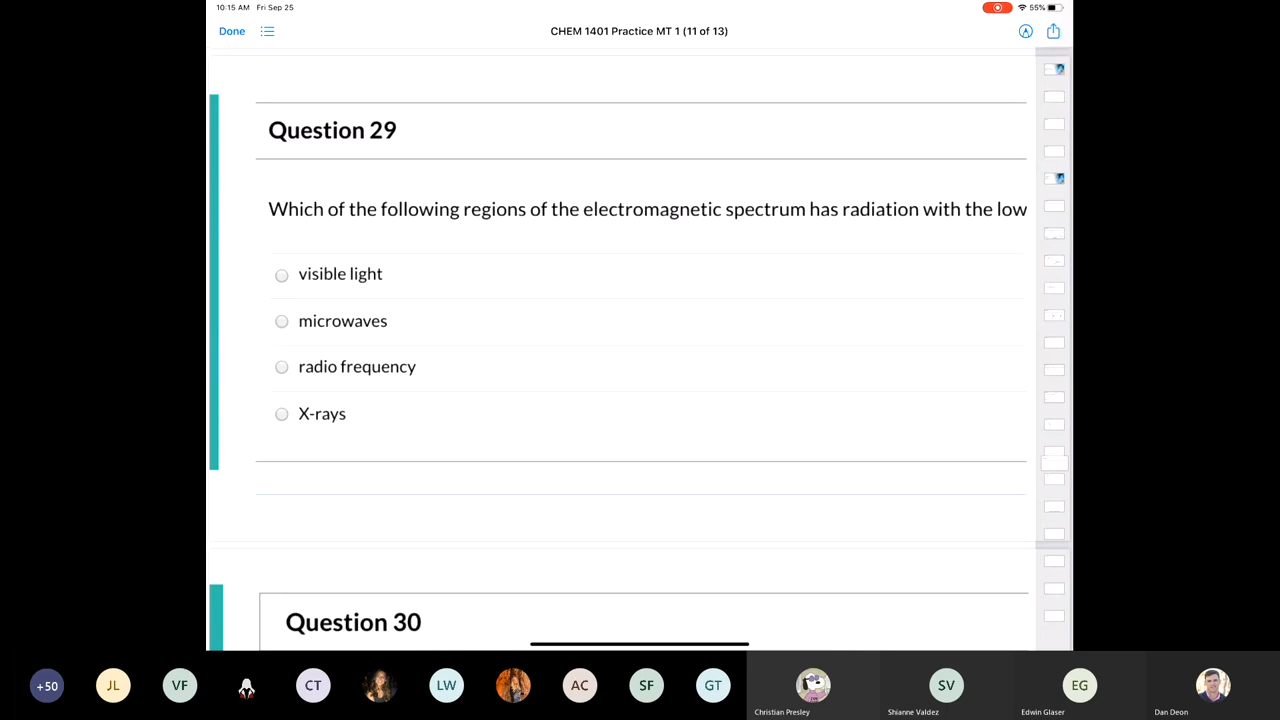 10:15 AM Fri Sep 25
55%
Done
CHEM 1401 Practice MT 1 (11 of 13)
Question 29
Which of the following regions of the electromagnetic spectrum has radiation with the low
visible light
microwaves
radio frequency
X-rays
Question 30
+50 JL VF CT LW AC SF GT SV EG
Christian Presley Shianne Valdez Edwin Glaser Dan Deon